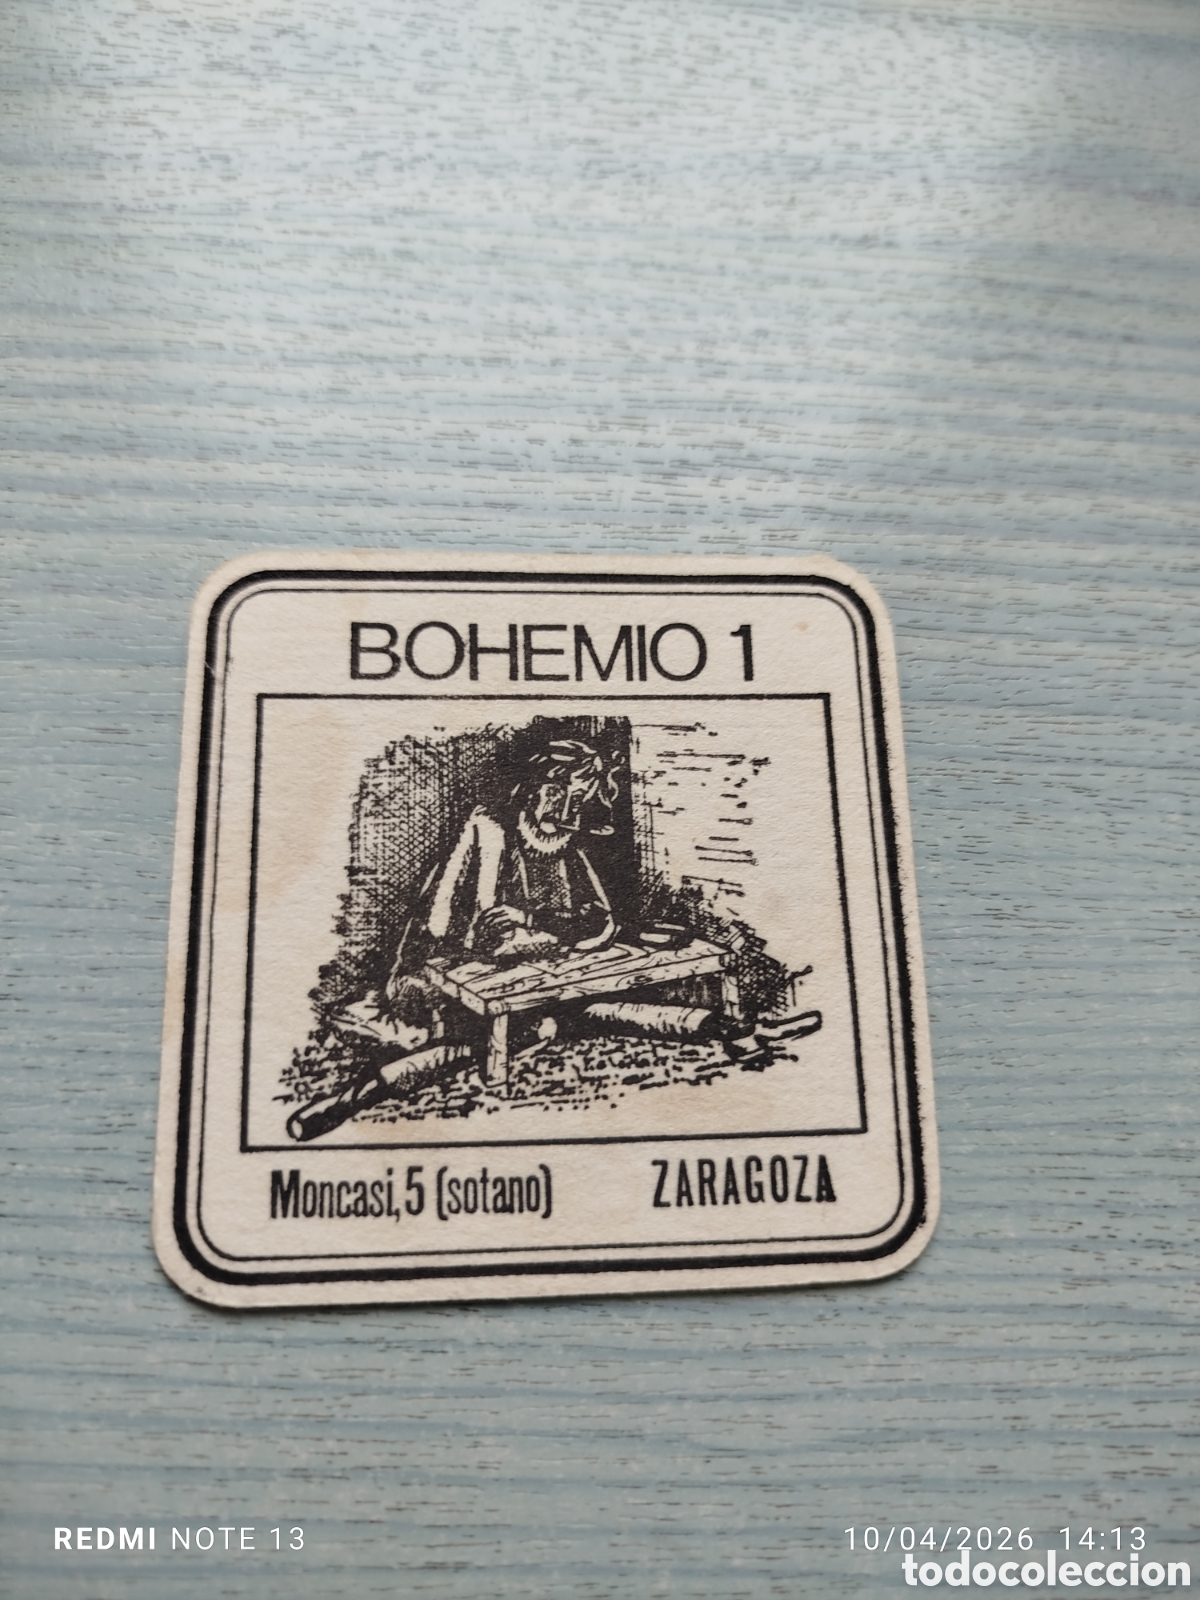 BOHEMIO 1
Moncasi, 5 (sotano) ZARAGOZA
REDMI NOTE 13
10/04/2026 14:13
todocoleccion